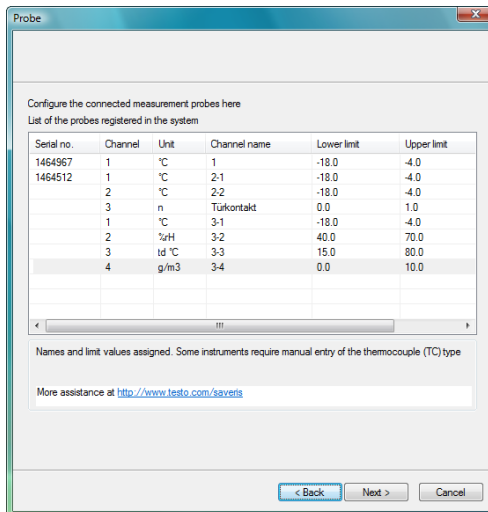 Probe
Configure the connected measurement probes here
List of the probes registered in the system
Serial no. Channel Unit Channel name Lower limit Upper limit
1464967 1 °C 1 -18.0 -4.0
1464512 1 °C 2-1 -18.0 -4.0
2 °C 2-2 -18.0 -4.0
3 n Türkontakt 0.0 1.0
1 °C 3-1 -18.0 -4.0
2 %rH 3-2 40.0 70.0
3 td °C 3-3 15.0 80.0
4 g/m3 3-4 0.0 10.0
Names and limit values assigned. Some instruments require manual entry of the thermocouple (TC) type
More assistance at http://www.testo.com/saveris
< Back Next > Cancel